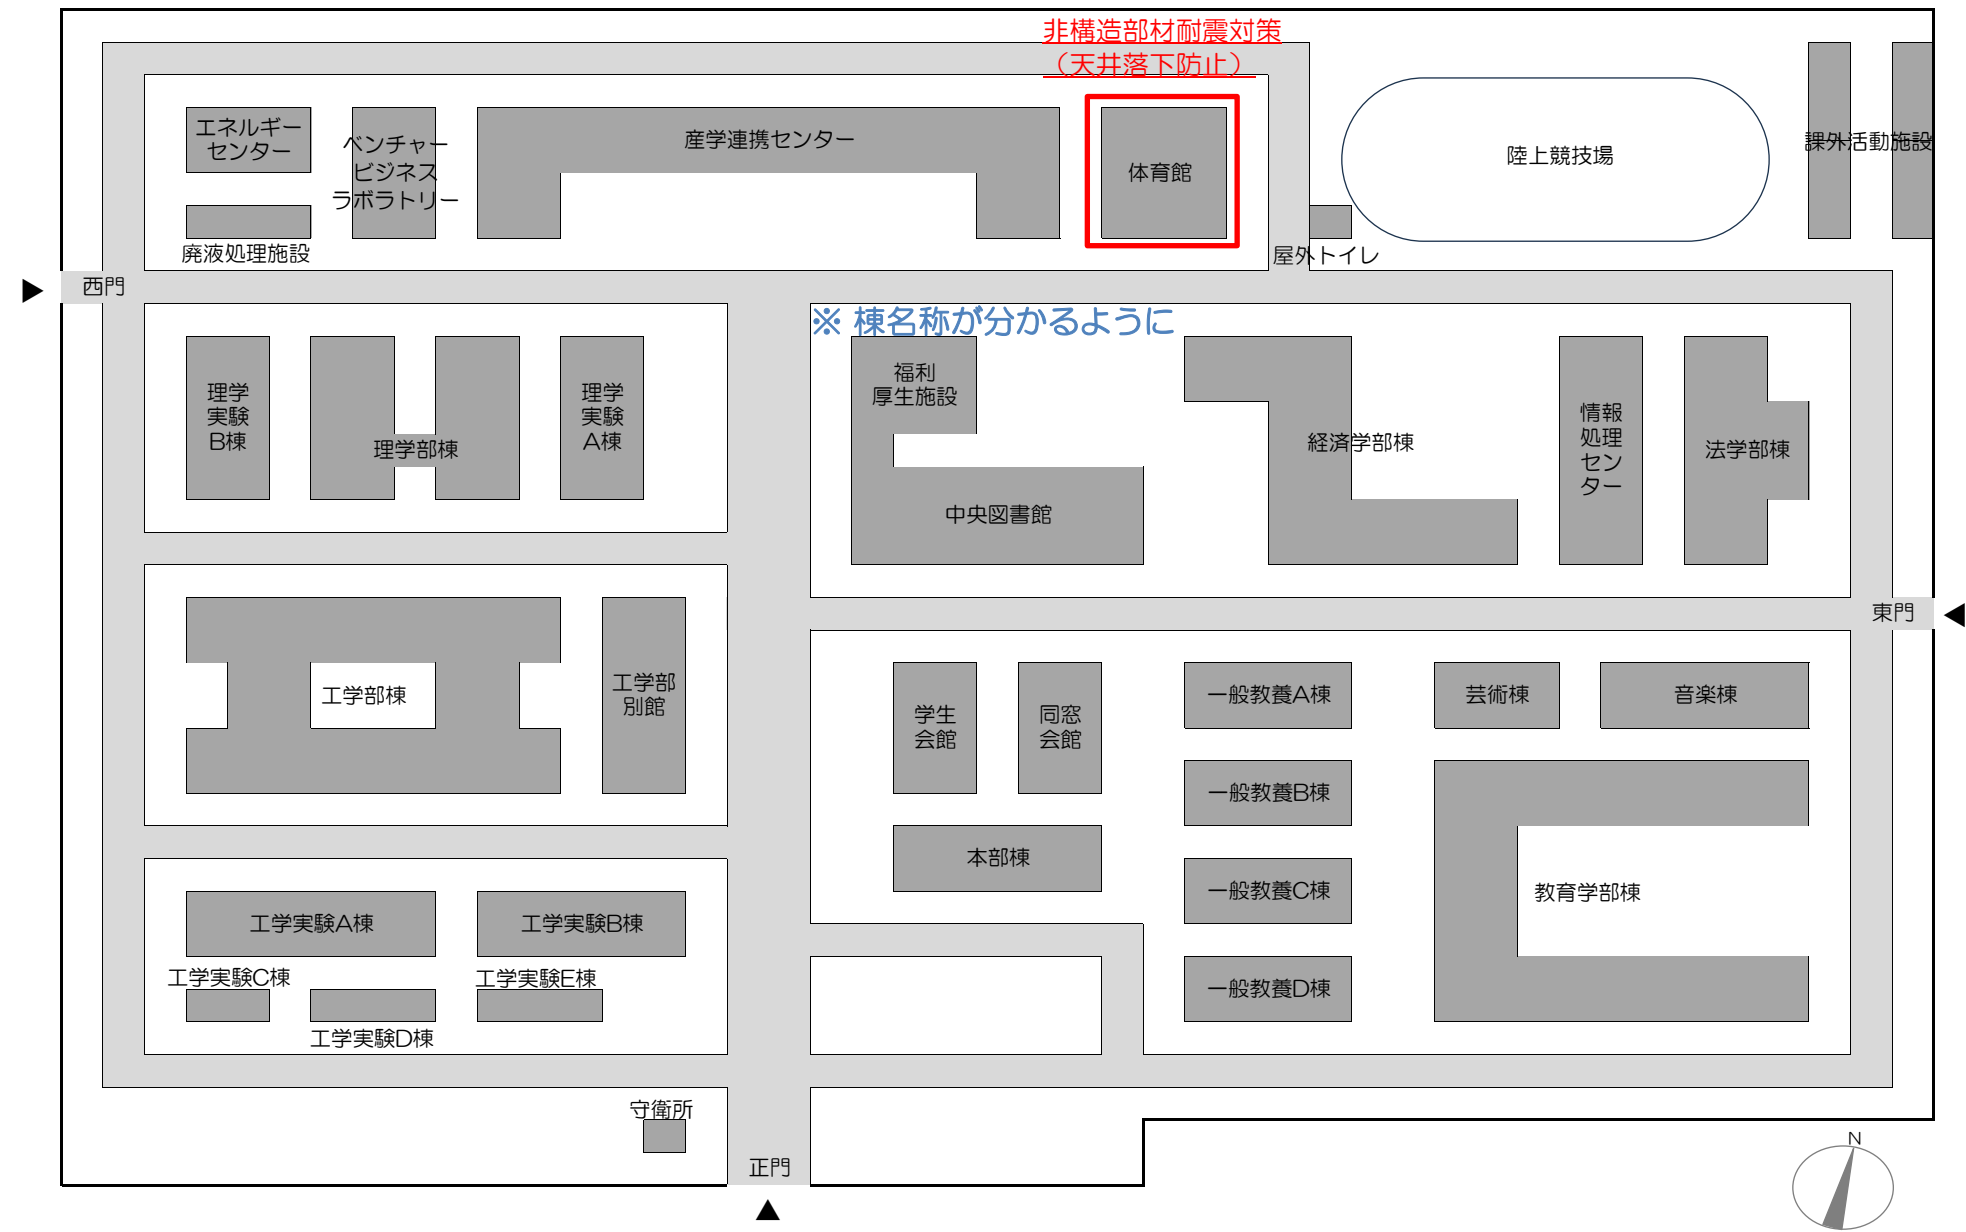 非構造部材耐震対策
（天井落下防止）
エネルギー
センター
ベンチャー
ビジネス
ラボラトリー
産学連携センター
体育館
陸上競技場
課外活動施設
廃液処理施設
屋外トイレ
西門
※ 棟名称が分かるように
理学
実験
B棟
理学部棟
理学
実験
A棟
福利
厚生施設
中央図書館
経済学部棟
情報
処理
セン
ター
法学部棟
東門
工学部棟
工学部
別館
学生
会館
同窓
会館
一般教養A棟
芸術棟
音楽棟
一般教養B棟
本部棟
一般教養C棟
教育学部棟
工学実験A棟
工学実験B棟
工学実験C棟
工学実験E棟
一般教養D棟
工学実験D棟
守衛所
正門
N